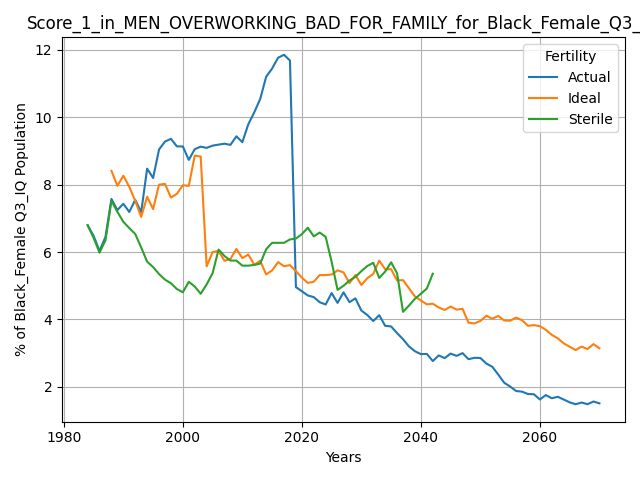 Score_1_in_MEN_OVERWORKING_BAD_FOR_FAMILY_for_Black_Female_Q3_
Fertility
Actual
Ideal
Sterile
% of Black_Female Q3_IQ Population
12
10
8
6
4
2
1980
2000
2020
2040
2060
Years